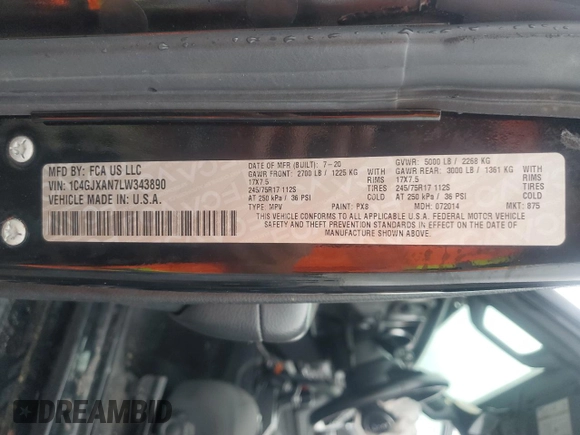 MFD BY: FCA US LLC
DATE OF MFR (BUILT): 7-20
GVWR: 5000 LB / 2268 KG
GAWR FRONT: 2700 LB / 1225 KG WITH
GAWR REAR: 3000 LB / 1361 KG WITH
VIN: 1C4GJXAN7LW343890
17X7.5 RIMS
17X7.5 RIMS
245/75R17 112S TIRES
245/75R17 112S TIRES
VEHICLE MADE IN: U.S.A.
AT 250 kPa / 36 PSI
AT 250 kPa / 36 PSI
TYPE: MPV
PAINT: PX8
MDH: 072014
MKT: 875
THIS VEHICLE CONFORMS TO ALL APPLICABLE U.S.A. FEDERAL MOTOR VEHICLE
SAFETY AND THEFT PREVENTION STANDARDS IN EFFECT ON THE DATE OF
MANUFACTURE SHOWN ABOVE.
DREAMBID